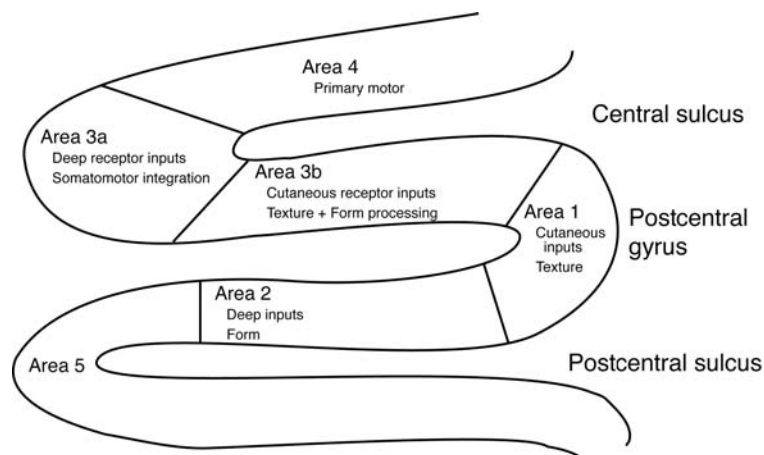 Area 4
Primary motor
Central sulcus
Area 3a
Deep receptor inputs
Somatomotor integration
Area 3b
Cutaneous receptor inputs
Texture + Form processing
Area 1
Cutaneous
inputs
Texture
Postcentral
gyrus
Area 2
Deep inputs
Form
Area 5
Postcentral sulcus